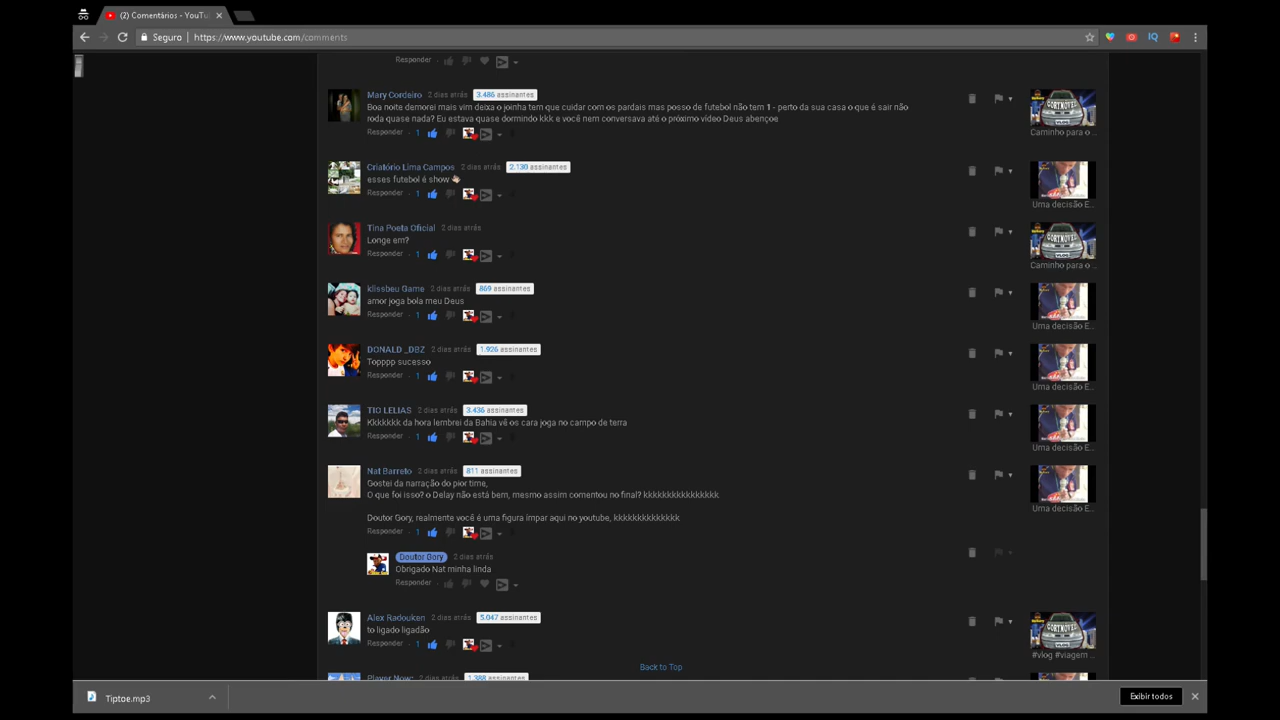 (2) Comentários - YouTu
Seguro
https://www.youtube.com/comments
IQ
Responder
Mary Cordeiro 2 dias atrás 3.486 assinantes
Boa noite demorei mais vim deixa o joinha tem que cuidar com os pardais mas posso de futebol não tem 1 - perto da sua casa o que é sair não
roda quase nada? Eu estava quase dormindo kkk e você nem conversava até o próximo vídeo Deus abençoe
Responder · 1
Caminho para o ...
Criatório Lima Campos 2 dias atrás 2.130 assinantes
esses futebol é show
Responder · 1
Uma decisão E...
Tina Poeta Oficial 2 dias atrás
Longe em?
Responder · 1
Caminho para o ...
klissbeu Game 2 dias atrás 869 assinantes
amor joga bola meu Deus
Responder · 1
Uma decisão E...
DONALD _DBZ 2 dias atrás 1.926 assinantes
Topppp sucesso
Responder · 1
Uma decisão E...
TIO LELIAS 2 dias atrás 3.436 assinantes
Kkkkkkk da hora lembrei da Bahia vê os cara joga no campo de terra
Responder · 1
Uma decisão E...
Nat Barreto 2 dias atrás 811 assinantes
Gostei da narração do pior time,
O que foi isso? o Delay não está bem, mesmo assim comentou no final? kkkkkkkkkkkkkkkkk
Doutor Gory, realmente você é uma figura ímpar aqui no youtube, kkkkkkkkkkkkkk
Responder · 1
Uma decisão E...
Doutor Gory 2 dias atrás
Obrigado Nat minha linda
Responder
Alex Radouken 2 dias atrás 5.047 assinantes
to ligado ligadão
Responder · 1
#vlog #viagem ...
Back to Top
Player Now: 2 dias atrás 1.388 assinantes
Tiptoe.mp3
Exibir todos